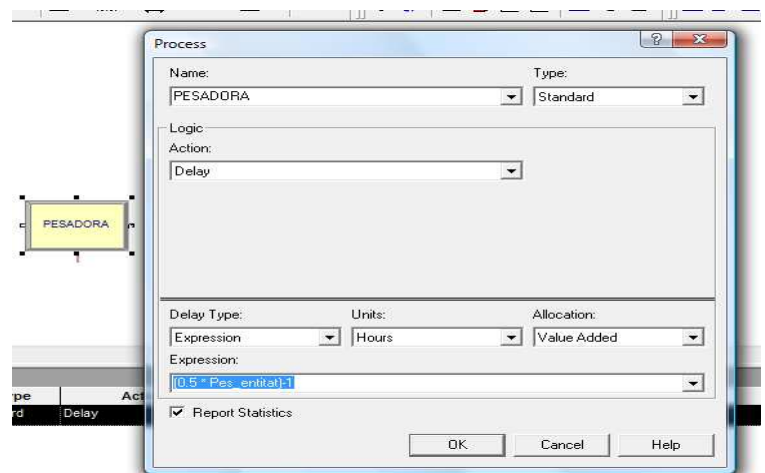 Process
Name:
Type:
PESADORA
Standard
Logic
Action:
Delay
PESADORA
Delay Type:
Units:
Allocation:
Expression
Hours
Value Added
Expression:
(0.5 * Pes_entitat)-1
Report Statistics
OK
Cancel
Help
ype
Act
rd
Delay